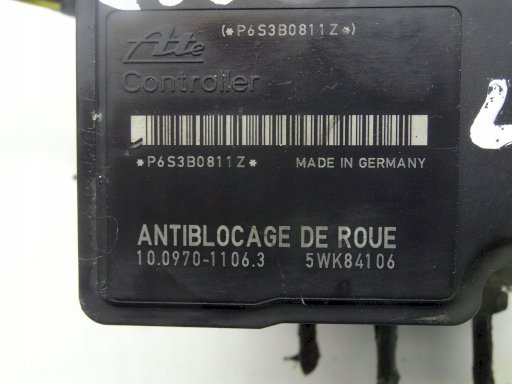 (*P6S3B0811Z*)
Ate
Controller
*P6S3B0811Z* MADE IN GERMANY
ANTIBLOCAGE DE ROUE
10.0970-1106.3 5WK84106